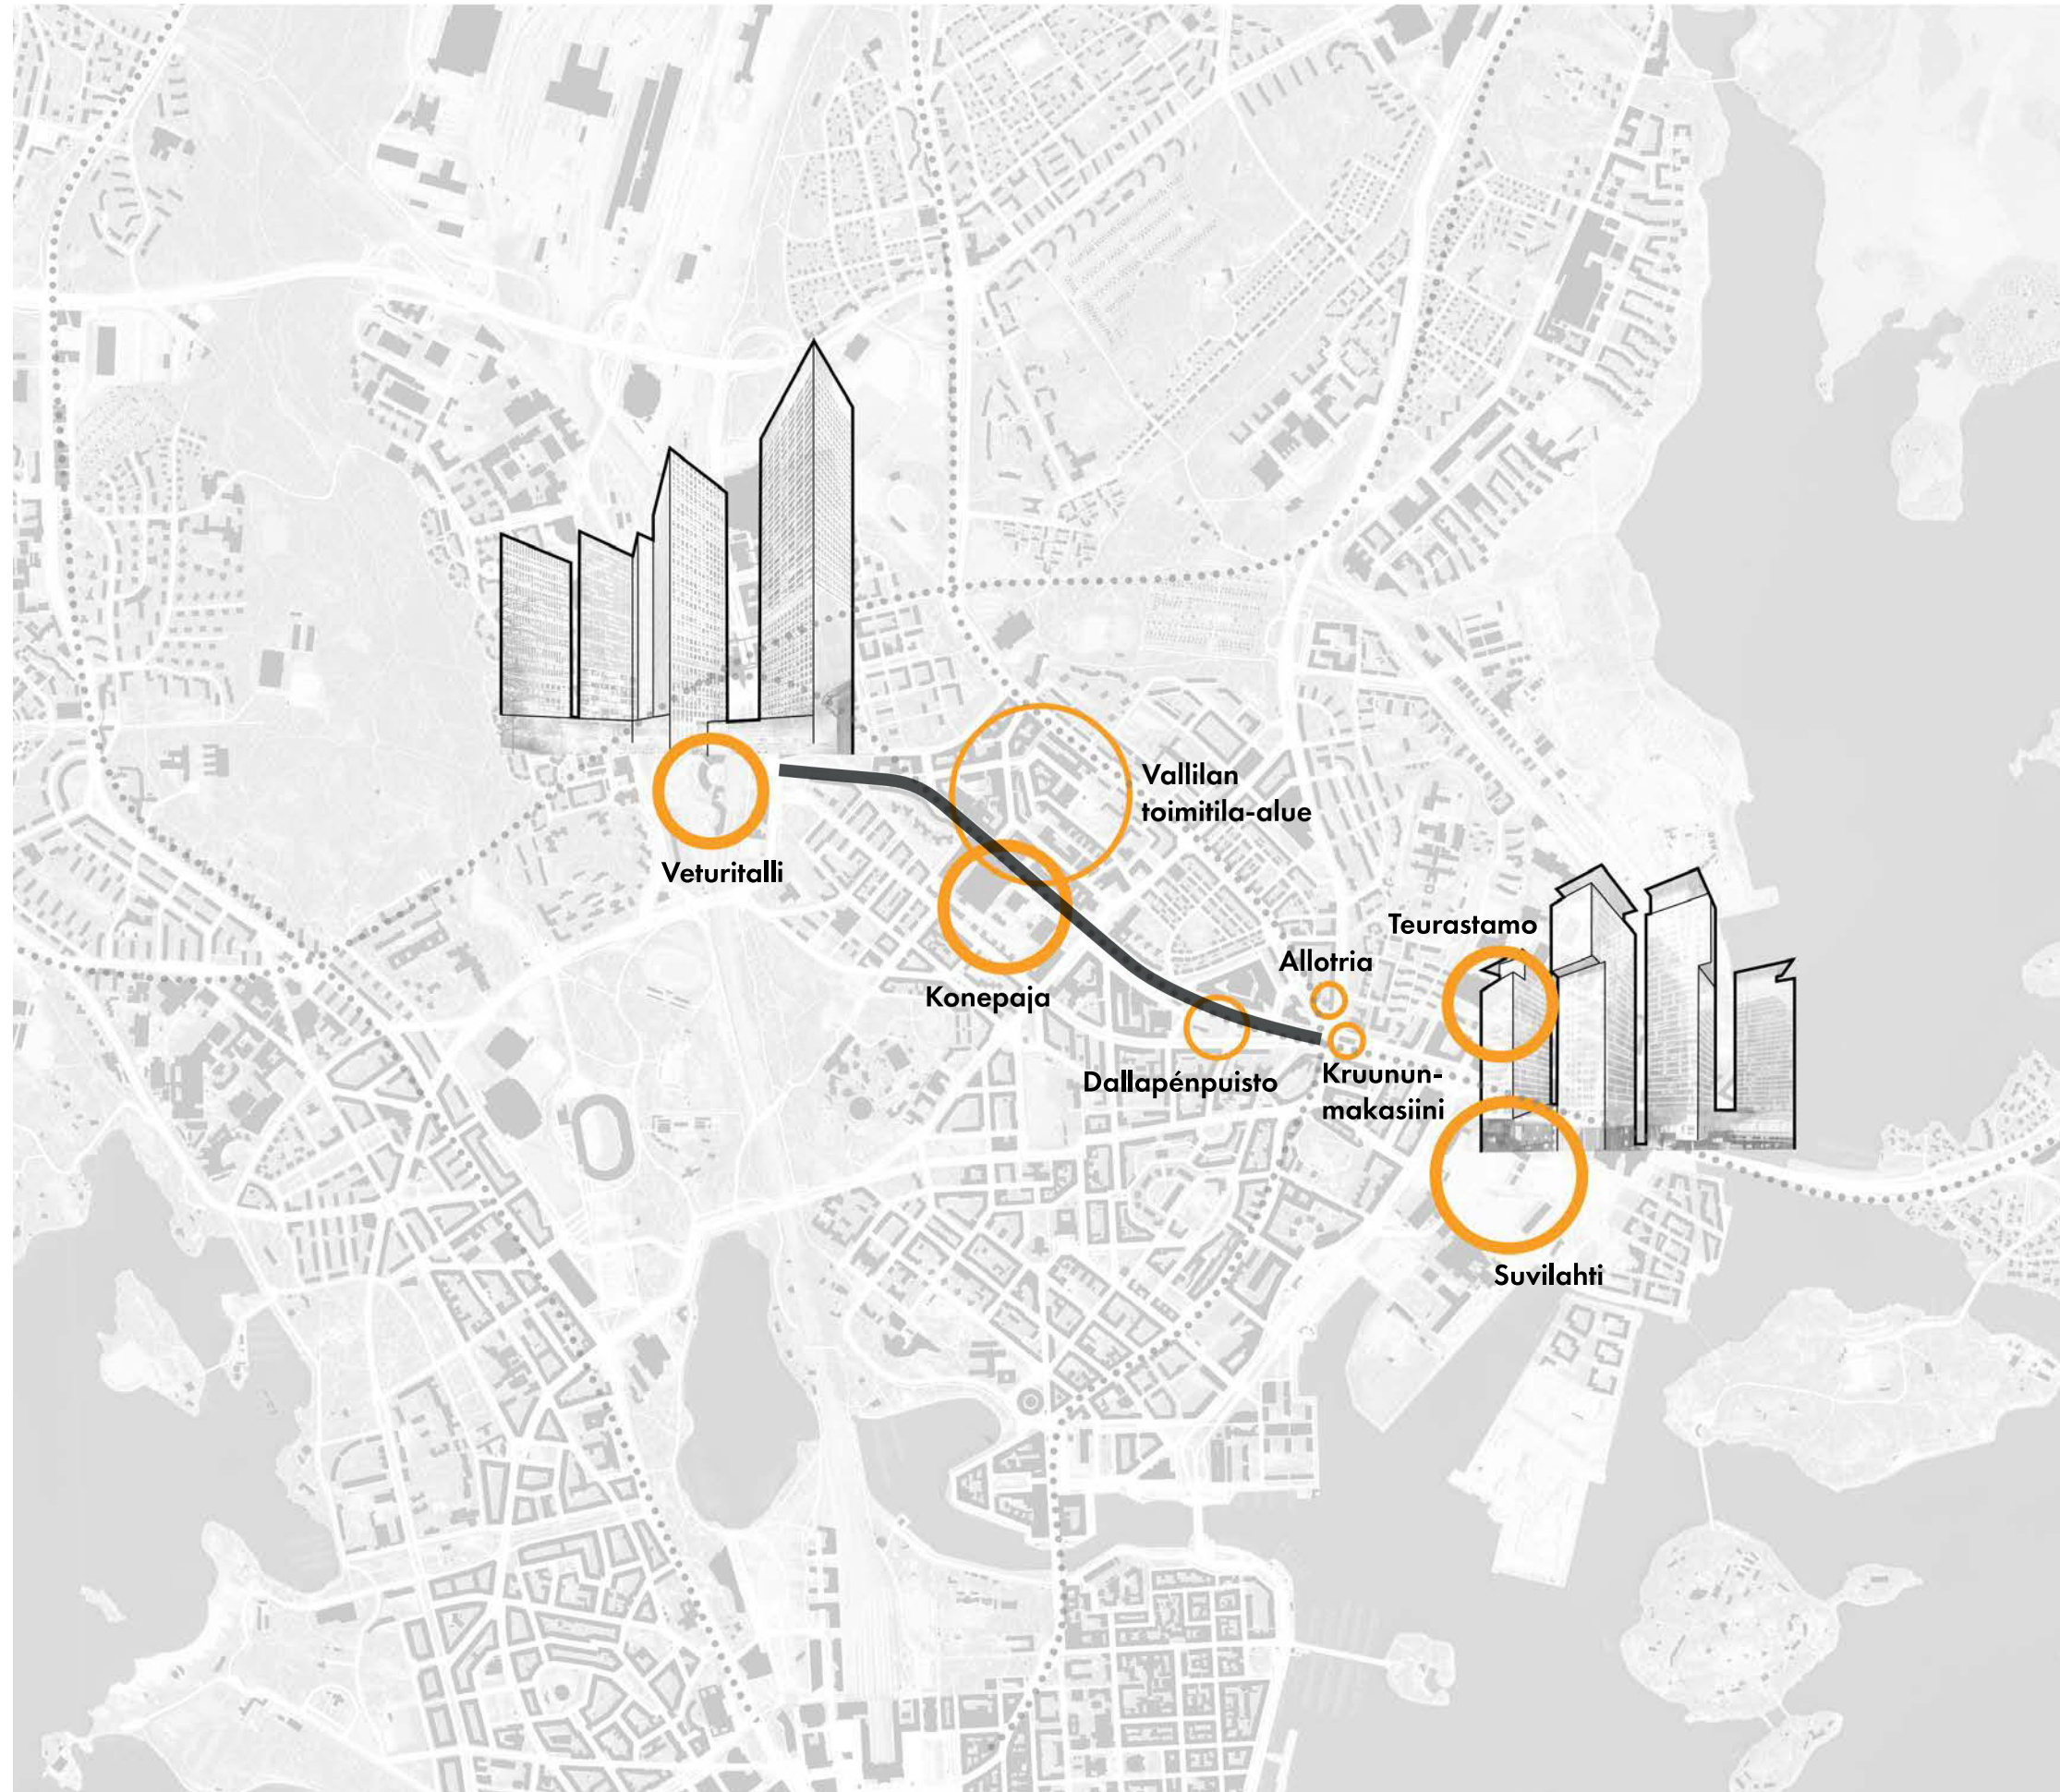 Vallilan
toimitila-alue
Veturitalli
Teurastamo
Allotria
Konepaja
Dallapénpuisto
Kruunun-
makasiini
Suvilahti